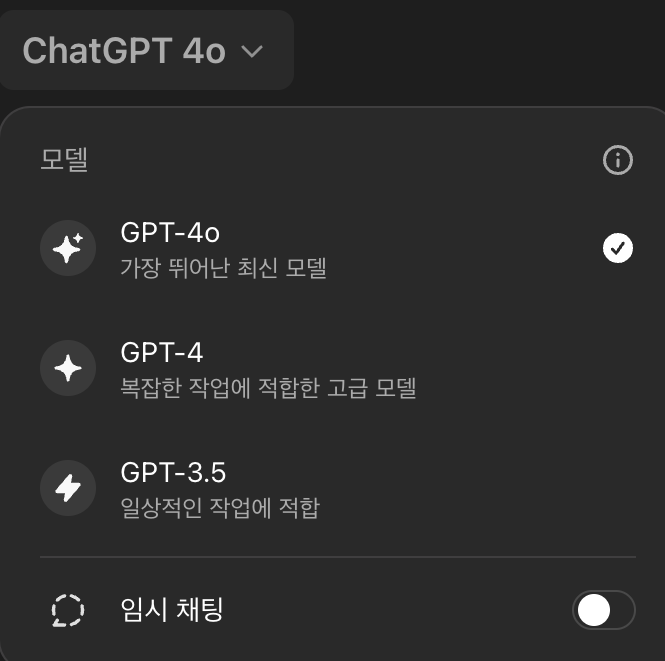 ChatGPT 4o
모델
GPT-4o
가장 뛰어난 최신 모델
GPT-4
복잡한 작업에 적합한 고급 모델
GPT-3.5
일상적인 작업에 적합
임시 채팅